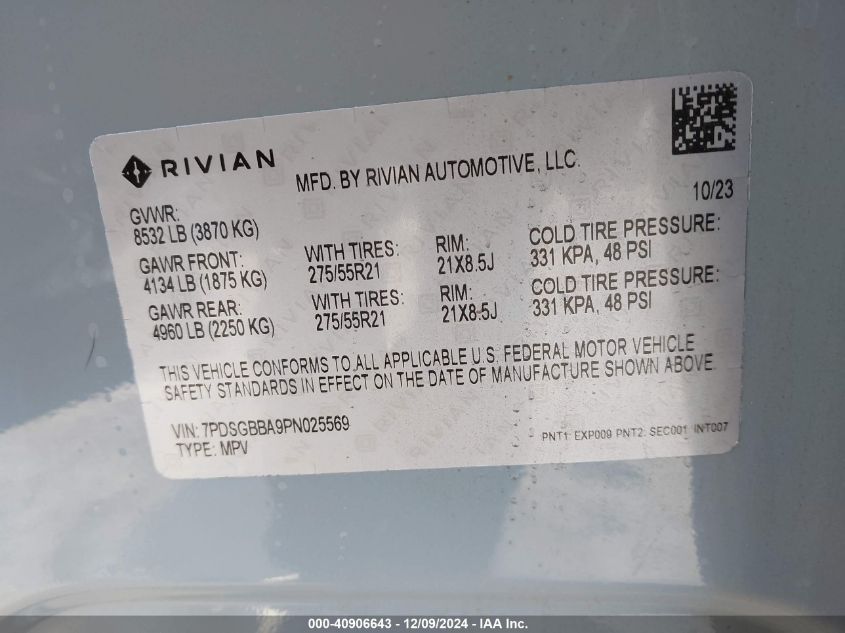 RIVIAN
MFD. BY RIVIAN AUTOMOTIVE, LLC.
10/23
GVWR:
8532 LB (3870 KG)
GAWR FRONT: WITH TIRES: RIM: COLD TIRE PRESSURE:
4134 LB (1875 KG) 275/55R21 21X8.5J 331 KPA, 48 PSI
GAWR REAR: WITH TIRES: RIM: COLD TIRE PRESSURE:
4960 LB (2250 KG) 275/55R21 21X8.5J 331 KPA, 48 PSI
THIS VEHICLE CONFORMS TO ALL APPLICABLE U.S. FEDERAL MOTOR VEHICLE
SAFETY STANDARDS IN EFFECT ON THE DATE OF MANUFACTURE SHOWN ABOVE.
VIN: 7PDSGBBA9PN025569
TYPE: MPV
PNT1: EXP009 PNT2: SEC001 INT007
000-40906643 - 12/09/2024 - IAA Inc.